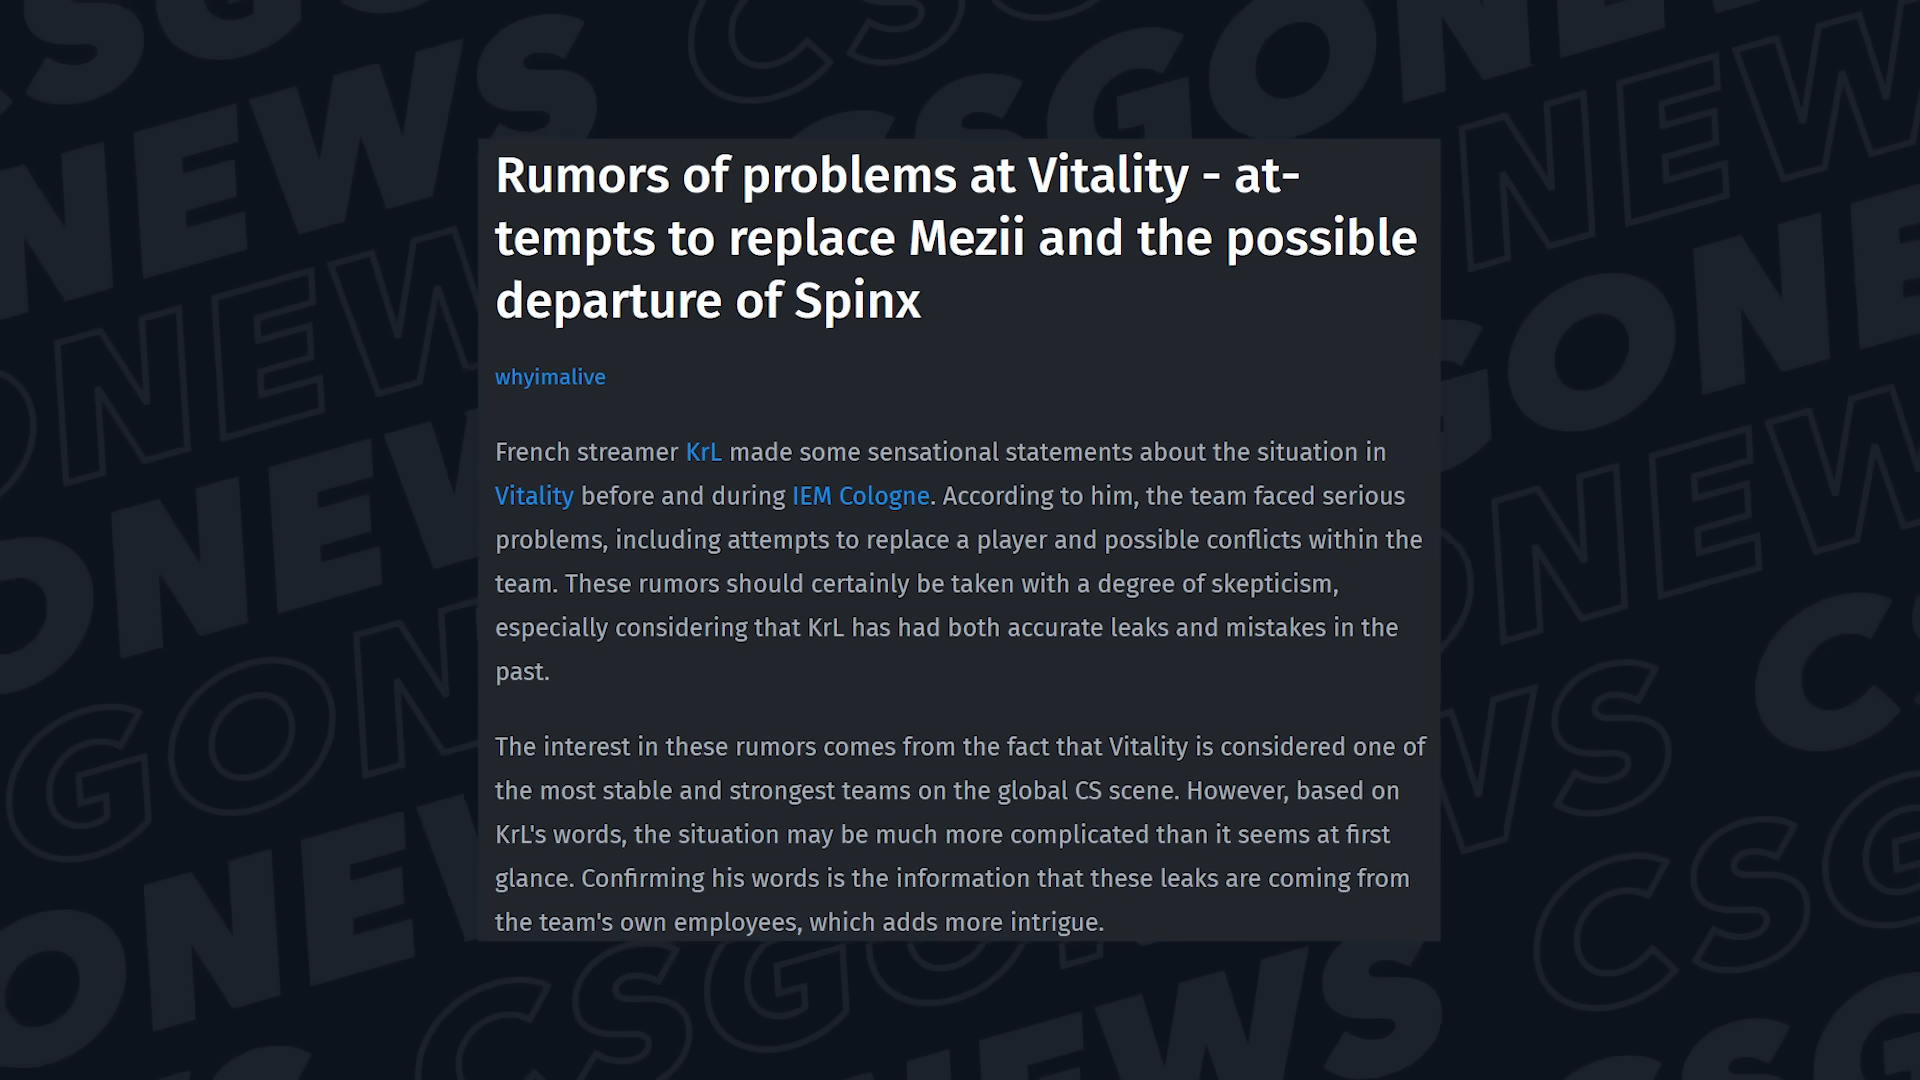 Rumors of problems at Vitality - at-
tempts to replace Mezii and the possible
departure of Spinx
whyimalive
French streamer KrL made some sensational statements about the situation in
Vitality before and during IEM Cologne. According to him, the team faced serious
problems, including attempts to replace a player and possible conflicts within the
team. These rumors should certainly be taken with a degree of skepticism,
especially considering that KrL has had both accurate leaks and mistakes in the
past.
The interest in these rumors comes from the fact that Vitality is considered one of
the most stable and strongest teams on the global CS scene. However, based on
KrL's words, the situation may be much more complicated than it seems at first
glance. Confirming his words is the information that these leaks are coming from
the team's own employees, which adds more intrigue.